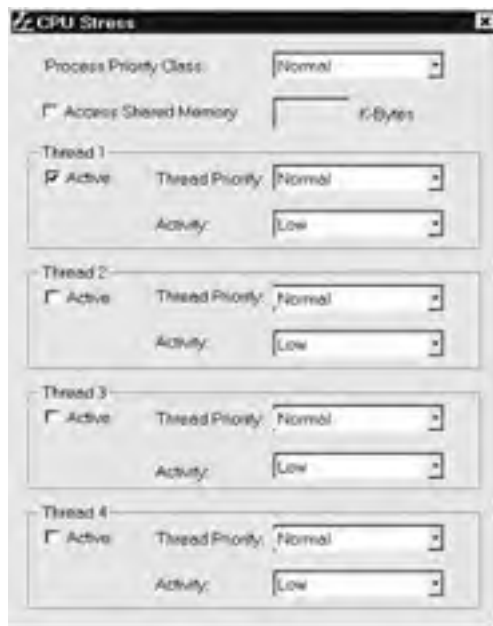 CPU Stress
Process Priority Class: Normal
Access Shared Memory K-Bytes
Thread 1
Active Thread Priority: Normal
Activity: Low
Thread 2
Active Thread Priority: Normal
Activity: Low
Thread 3
Active Thread Priority: Normal
Activity: Low
Thread 4
Active Thread Priority: Normal
Activity: Low